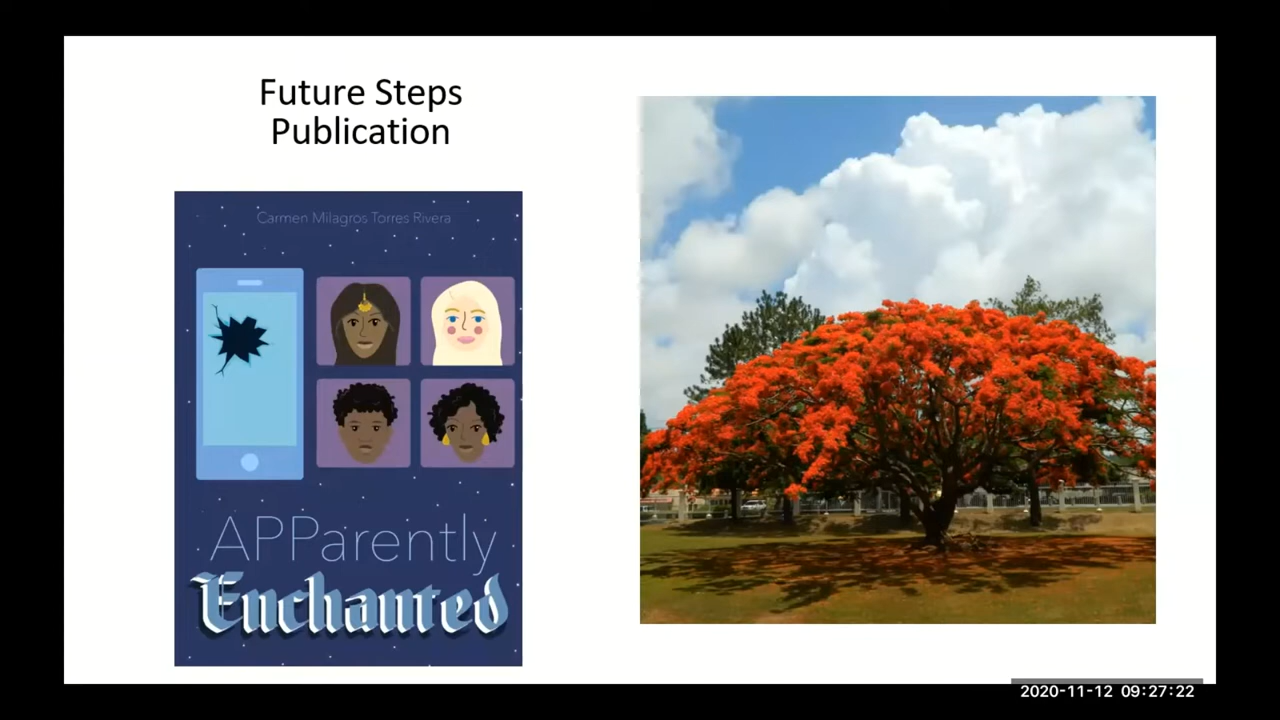 Future Steps
Publication
Carmen Milagros Torres Rivera
APParently
Enchanted
2020-11-12 09:27:22